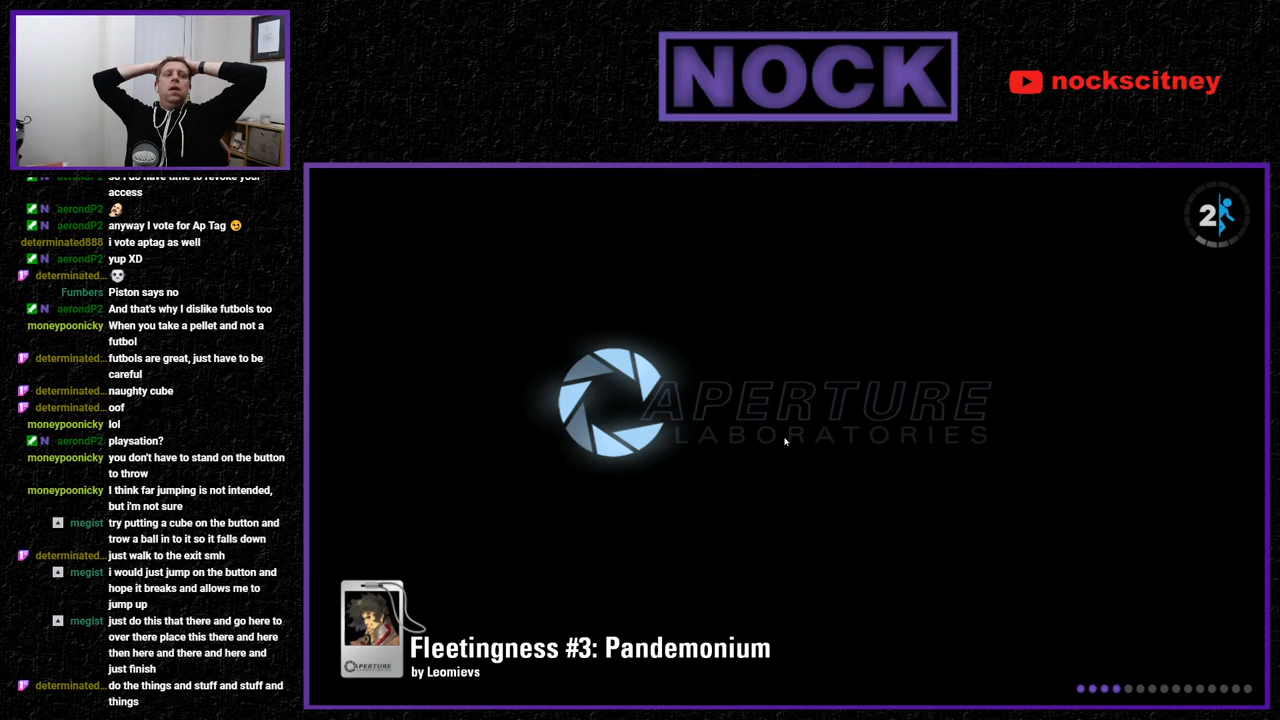 NOCK
nockscitney
so I do have time to revoke your
access
aerondP2
aerondP2 anyway I vote for Ap Tag
determinated888 i vote aptag as well
aerondP2 yup XD
determinated...
Fumbers Piston says no
aerondP2 And that's why I dislike futbols too
moneypoonicky When you take a pellet and not a
futbol
determinated... futbols are great, just have to be
careful
determinated... naughty cube
determinated... oof
moneypoonicky lol
aerondP2 playsation?
moneypoonicky you don't have to stand on the button
to throw
moneypoonicky I think far jumping is not intended,
but i'm not sure
megist try putting a cube on the button and
trow a ball in to it so it falls down
determinated... just walk to the exit smh
megist i would just jump on the button and
hope it breaks and allows me to
jump up
megist just do this that there and go here to
over there place this there and here
then here and there and here and
just finish
determinated... do the things and stuff and stuff and
things
2
APERTURE
LABORATORIES
APERTURE
Fleetingness #3: Pandemonium
by Leomievs